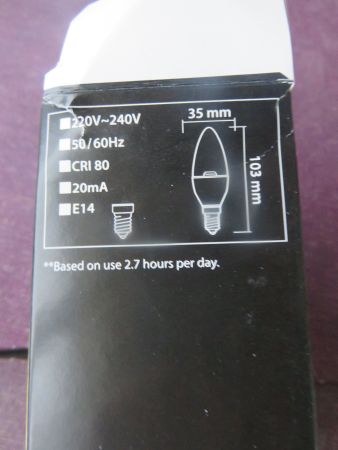 220V~240V
50/60Hz
CRI 80
20mA
E14
35 mm
103 mm
**Based on use 2.7 hours per day.